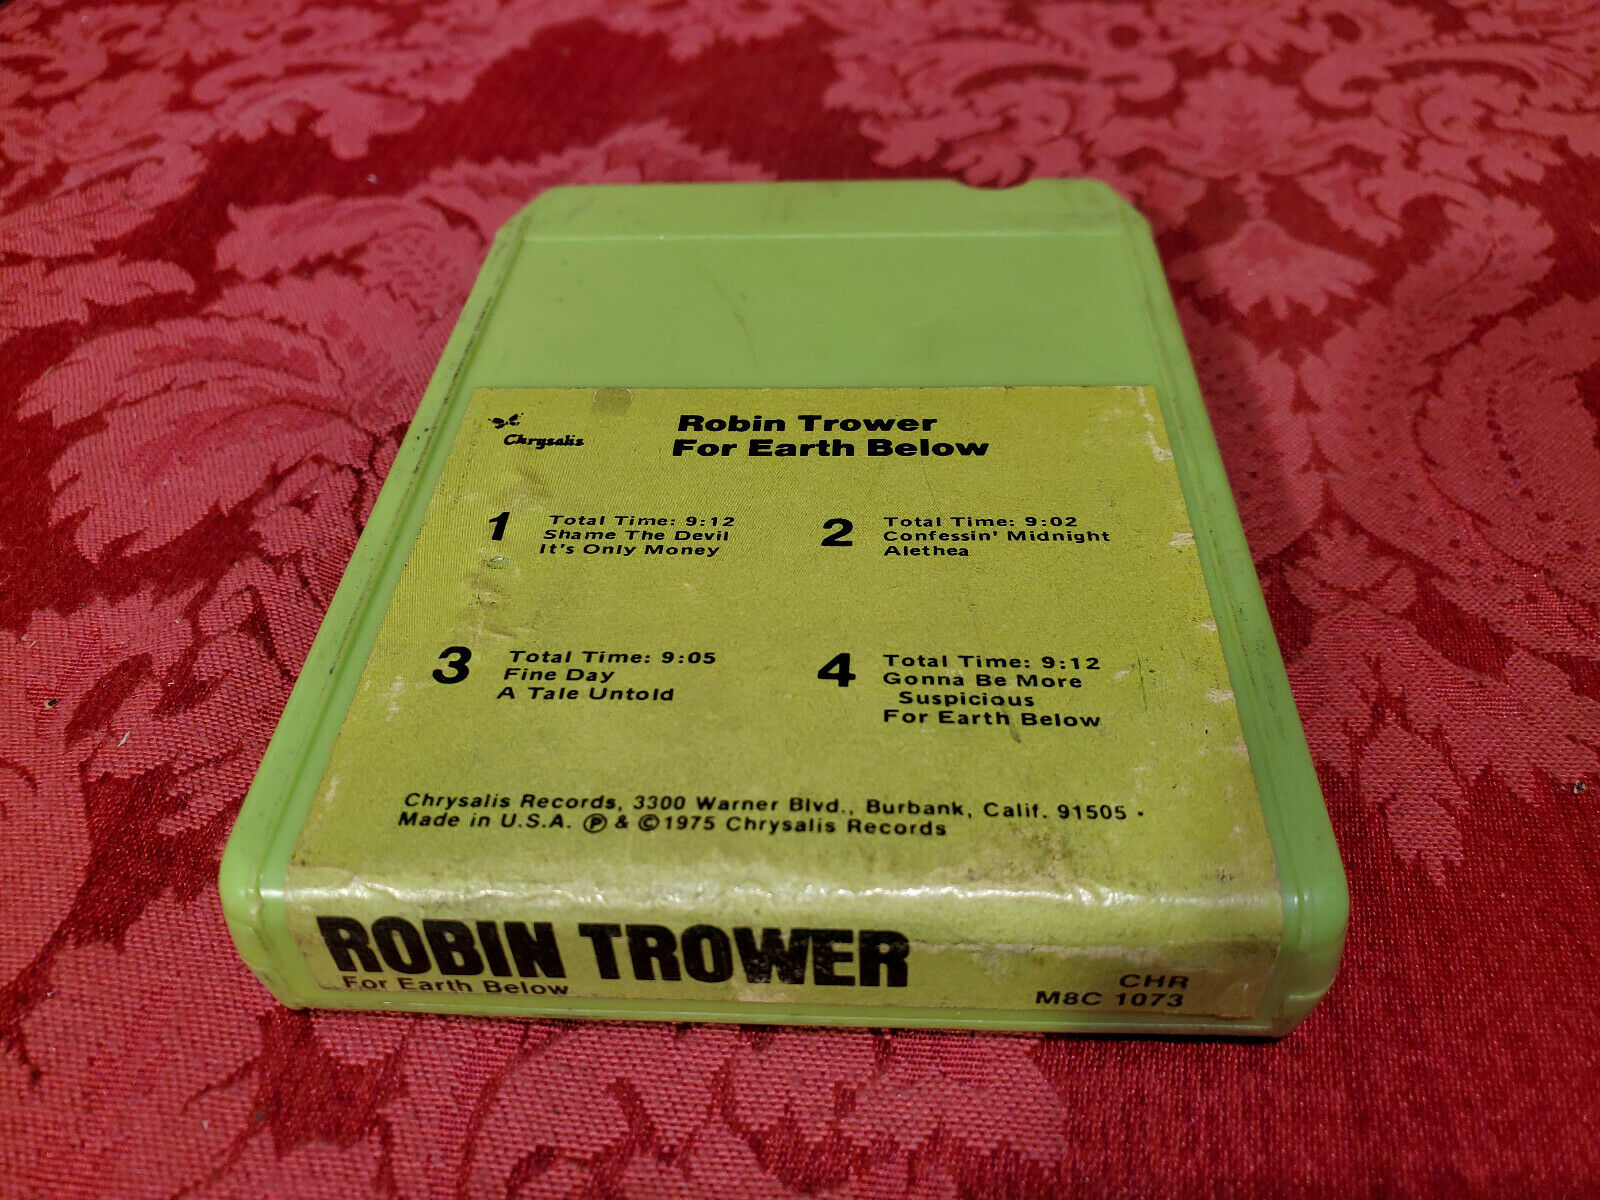 Chrysalis
Robin Trower
For Earth Below
1
Total Time: 9:12
Shame The Devil
It's Only Money
2
Total Time: 9:02
Confessin' Midnight
Alethea
3
Total Time: 9:05
Fine Day
A Tale Untold
4
Total Time: 9:12
Gonna Be More
Suspicious
For Earth Below
Chrysalis Records, 3300 Warner Blvd., Burbank, Calif. 91505 •
Made in U.S.A. ℗ & ©1975 Chrysalis Records
ROBIN TROWER
For Earth Below
CHR
M8C 1073